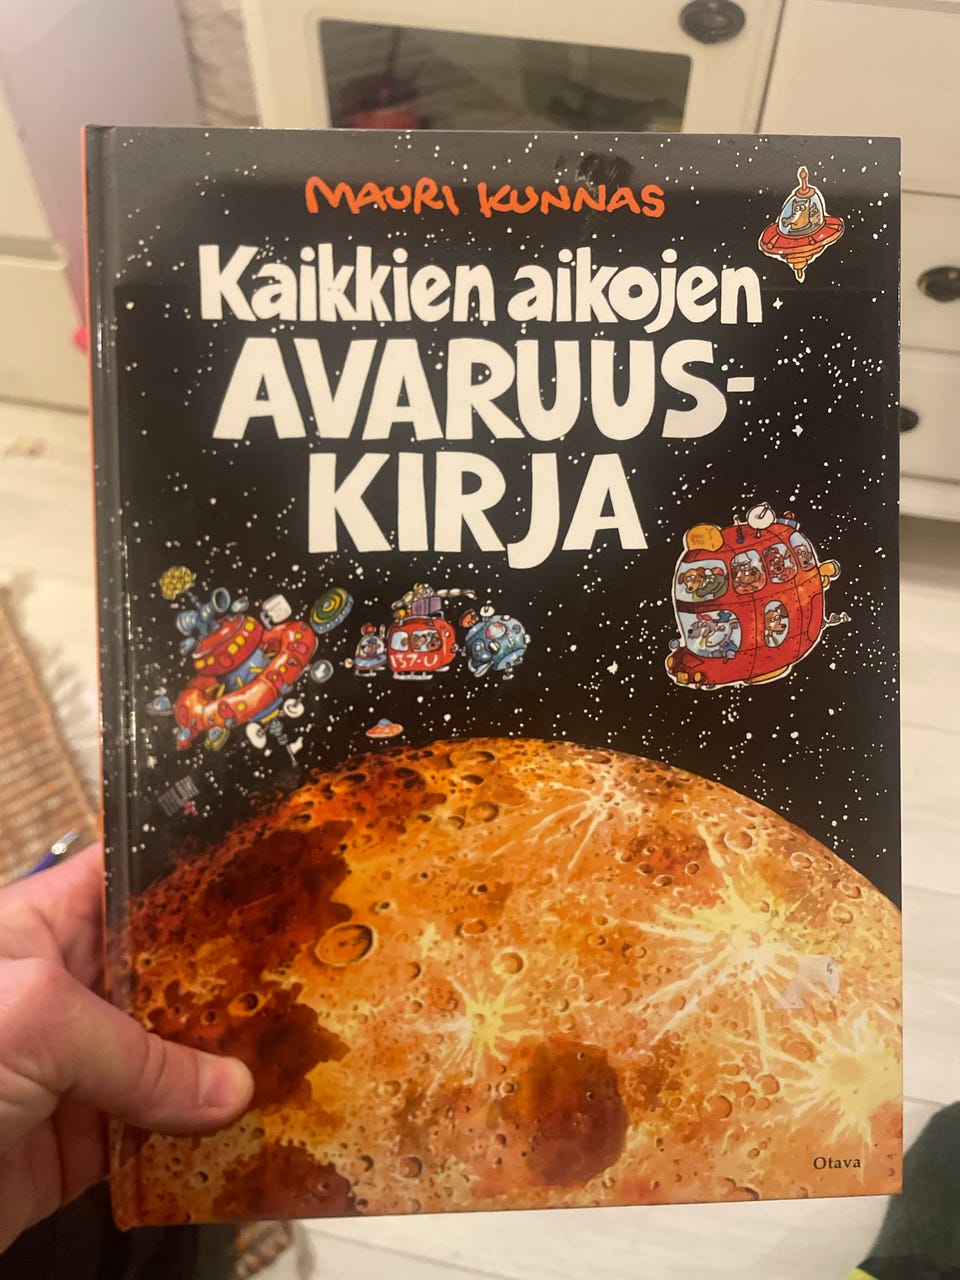 MAURI KUNNAS
Kaikkien aikojen
AVARUUS-
KIRJA
137-U
Otava